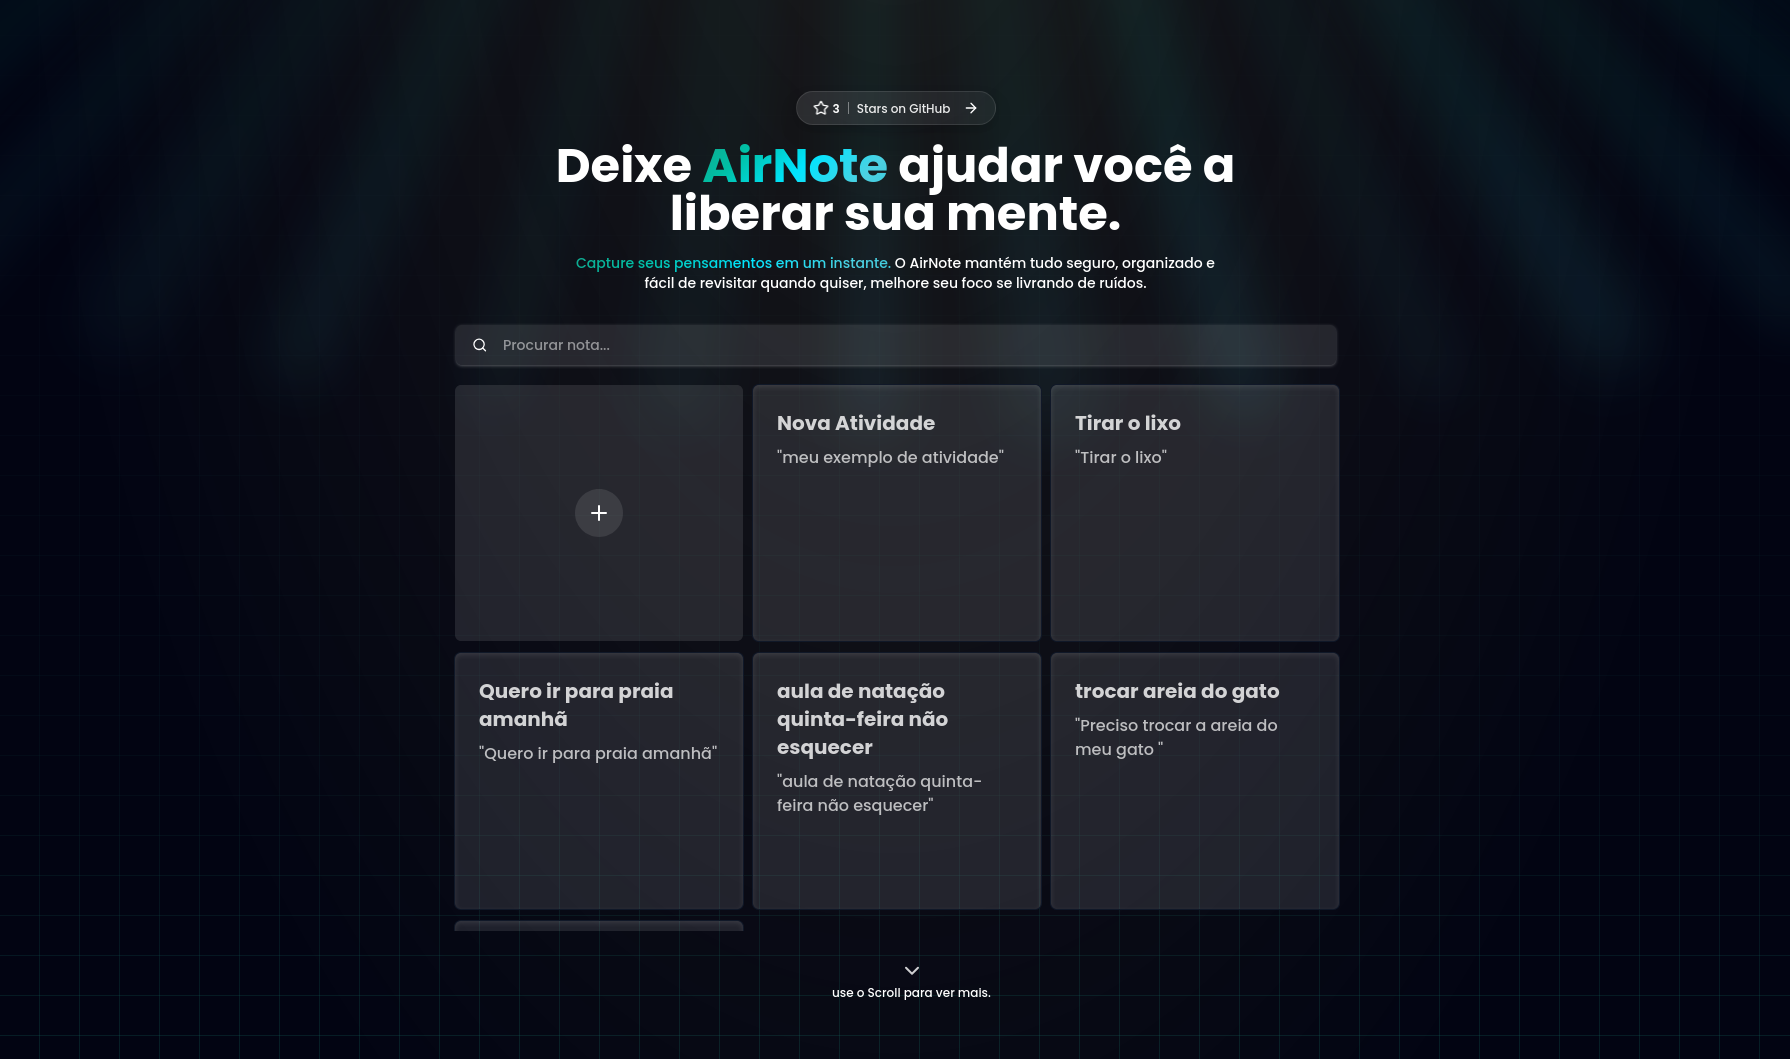 3 | Stars on GitHub
Deixe AirNote ajudar você a
liberar sua mente.
Capture seus pensamentos em um instante. O AirNote mantém tudo seguro, organizado e
fácil de revisitar quando quiser, melhore seu foco se livrando de ruídos.
Procurar nota...
Nova Atividade
"meu exemplo de atividade"
Tirar o lixo
"Tirar o lixo"
Quero ir para praia
amanhã
"Quero ir para praia amanhã"
aula de natação
quinta-feira não
esquecer
"aula de natação quinta-
feira não esquecer"
trocar areia do gato
"Preciso trocar a areia do
meu gato "
use o Scroll para ver mais.